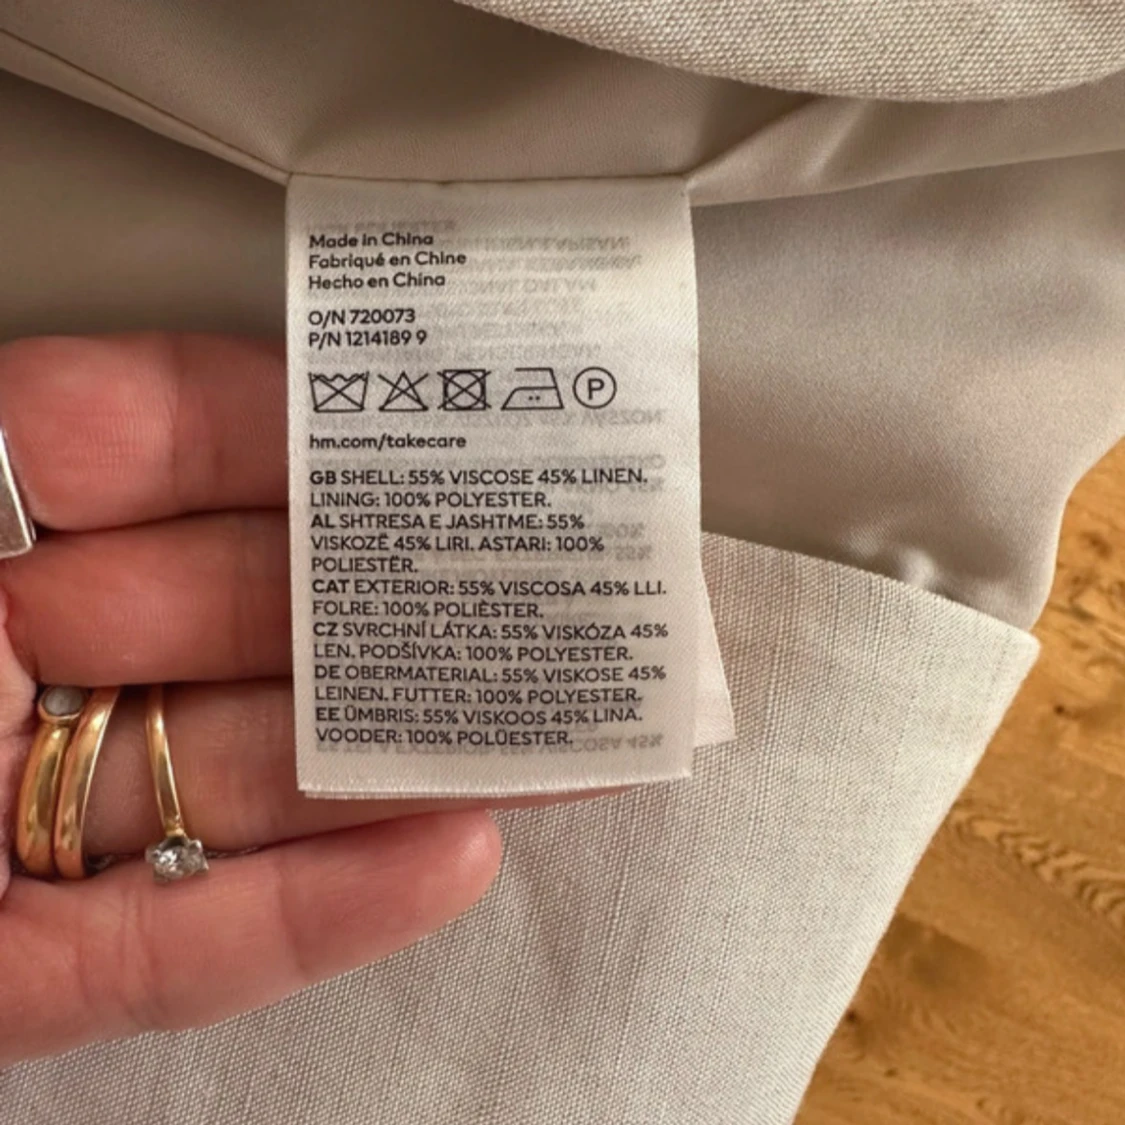 Made in China
Fabriqué en Chine
Hecho en China
O/N 720073
P/N 1214189 9
P
hm.com/takecare
GB SHELL: 55% VISCOSE 45% LINEN.
LINING: 100% POLYESTER.
AL SHTRESA E JASHTME: 55%
VISKOZË 45% LIRI. ASTARI: 100%
POLIESTËR.
CAT EXTERIOR: 55% VISCOSA 45% LLI.
FOLRE: 100% POLIÈSTER.
CZ SVRCHNÍ LÁTKA: 55% VISKÓZA 45%
LEN. PODŠÍVKA: 100% POLYESTER.
DE OBERMATERIAL: 55% VISKOSE 45%
LEINEN. FUTTER: 100% POLYESTER.
EE ÜMBRIS: 55% VISKOOS 45% LINA.
VOODER: 100% POLÜESTER.